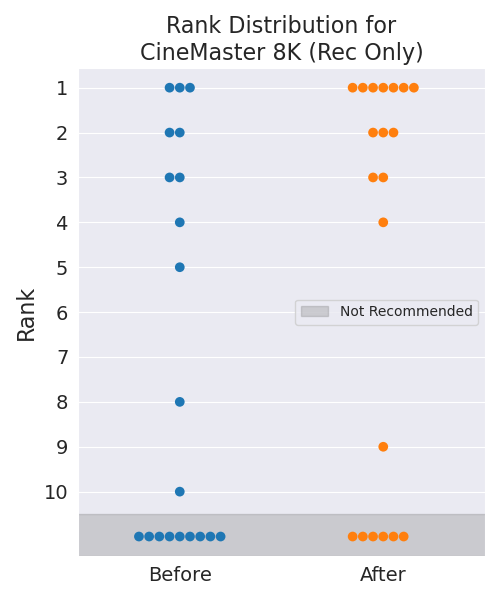 Rank Distribution for
CineMaster 8K (Rec Only)
Rank
1
2
3
4
5
6
7
8
9
10
Not Recommended
Before
After